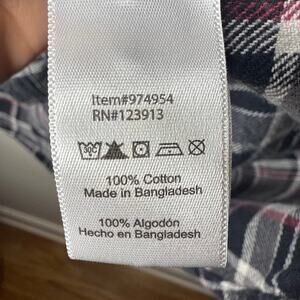 Item#974954
RN#123913
100% Cotton
Made in Bangladesh
100% Algodón
Hecho en Bangladesh